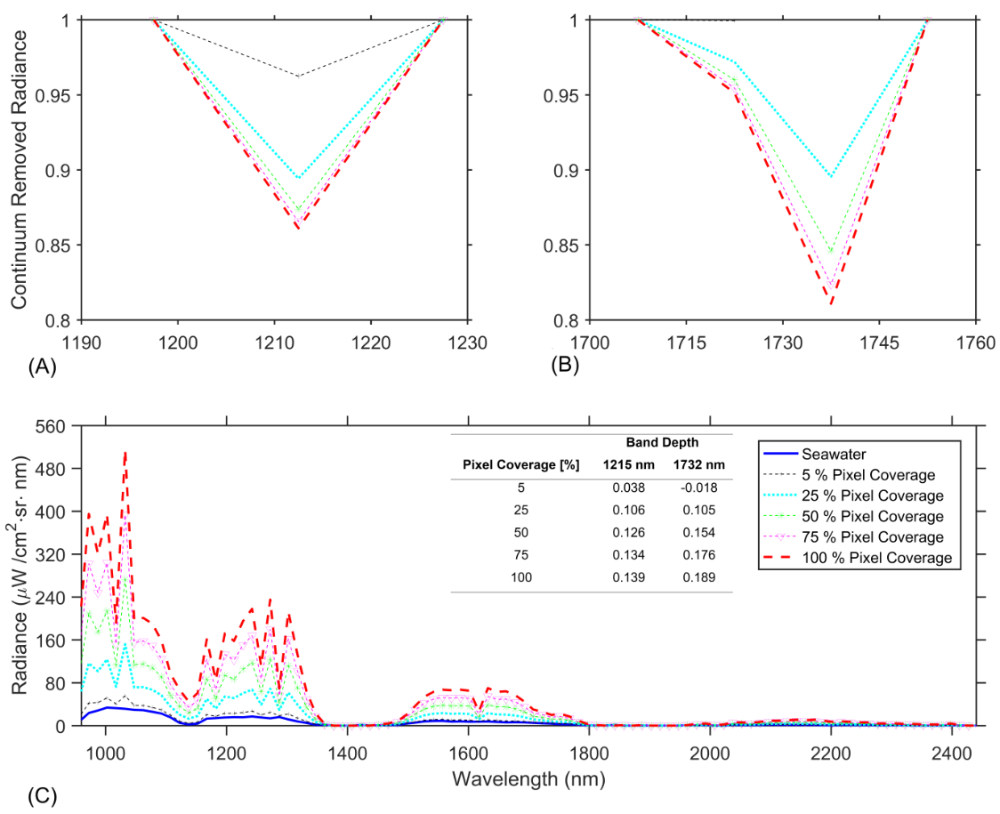 1
0.95
0.9
0.85
0.8
Continuum Removed Radiance
1190 1200 1210 1220 1230
(A)
1
0.95
0.9
0.85
0.8
1700 1715 1730 1745 1760
(B)
560
480
400
320
240
160
80
0
Radiance (μW /cm²·sr· nm)
Band Depth
Pixel Coverage [%] 1215 nm 1732 nm
5 0.038 -0.018
25 0.106 0.105
50 0.126 0.154
75 0.134 0.176
100 0.139 0.189
Seawater
5 % Pixel Coverage
25 % Pixel Coverage
50 % Pixel Coverage
75 % Pixel Coverage
100 % Pixel Coverage
1000 1200 1400 1600 1800 2000 2200 2400
Wavelength (nm)
(C)